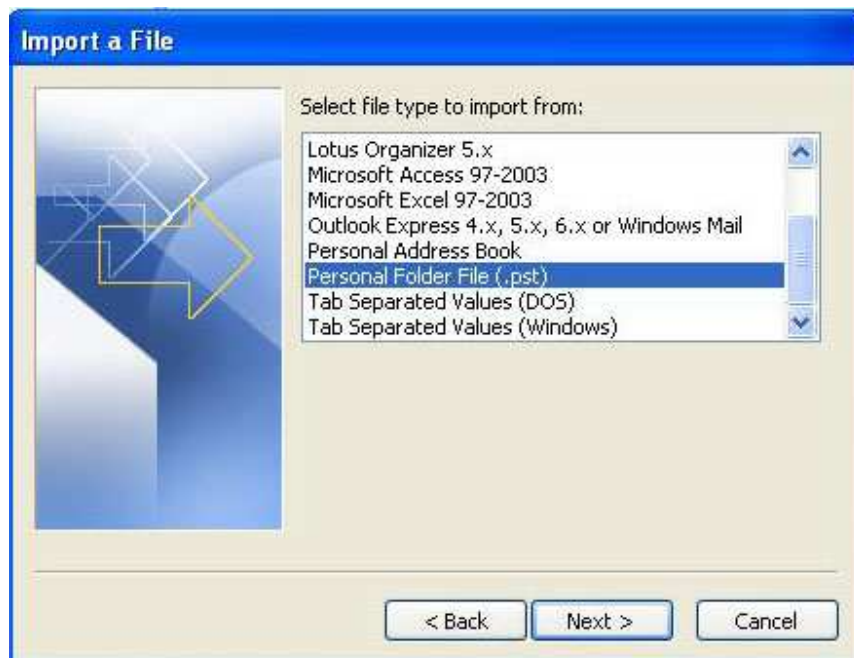 Import a File
Select file type to import from:
Lotus Organizer 5.x
Microsoft Access 97-2003
Microsoft Excel 97-2003
Outlook Express 4.x, 5.x, 6.x or Windows Mail
Personal Address Book
Personal Folder File (.pst)
Tab Separated Values (DOS)
Tab Separated Values (Windows)
< Back Next > Cancel